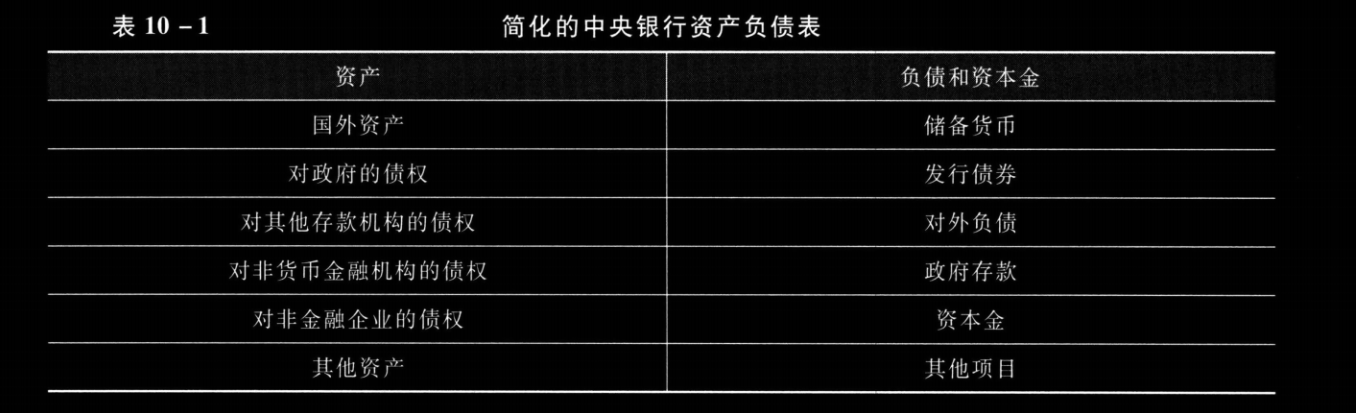 表 10－1 简化的中央银行资产负债表
资产 负债和资本金
国外资产 储备货币
对政府的债权 发行债券
对其他存款机构的债权 对外负债
对非货币金融机构的债权 政府存款
对非金融企业的债权 资本金
其他资产 其他项目